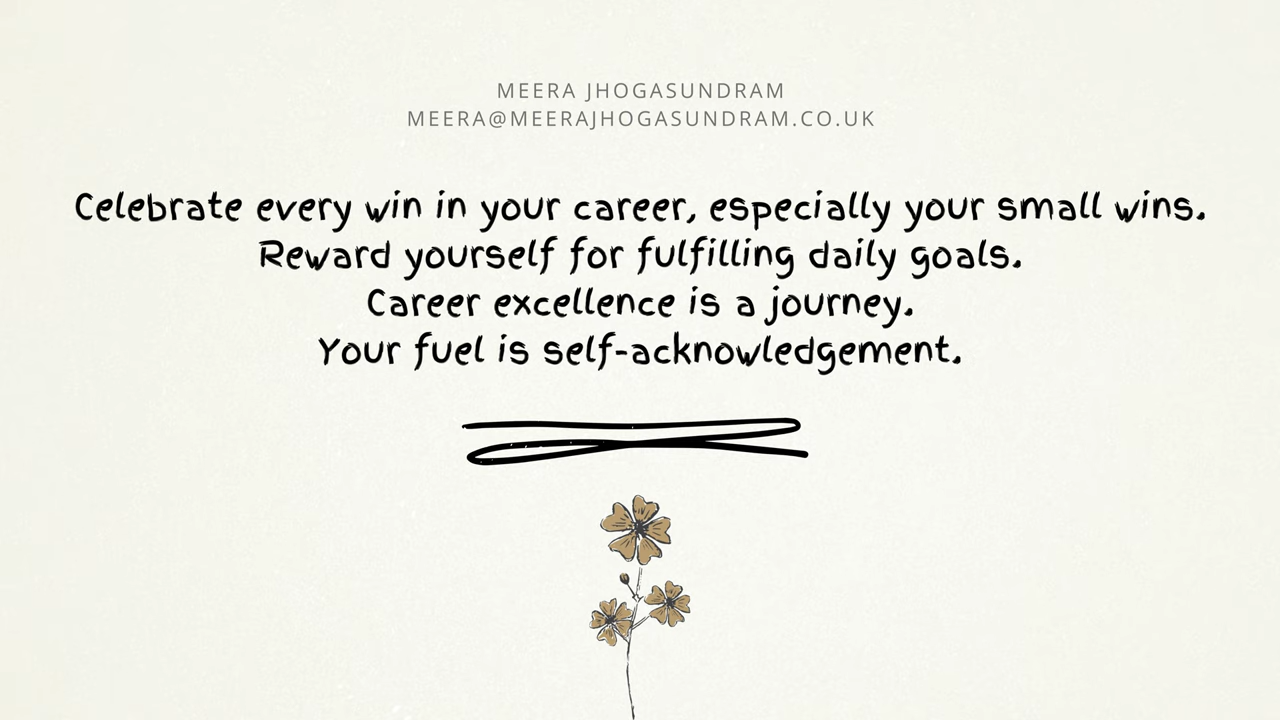 MEERA JHOGASUNDRAM
MEERA@MEERAJHOGASUNDRAM.CO.UK
Celebrate every win in your career, especially your small wins.
Reward yourself for fulfilling daily goals.
Career excellence is a journey.
Your fuel is self-acknowledgement.